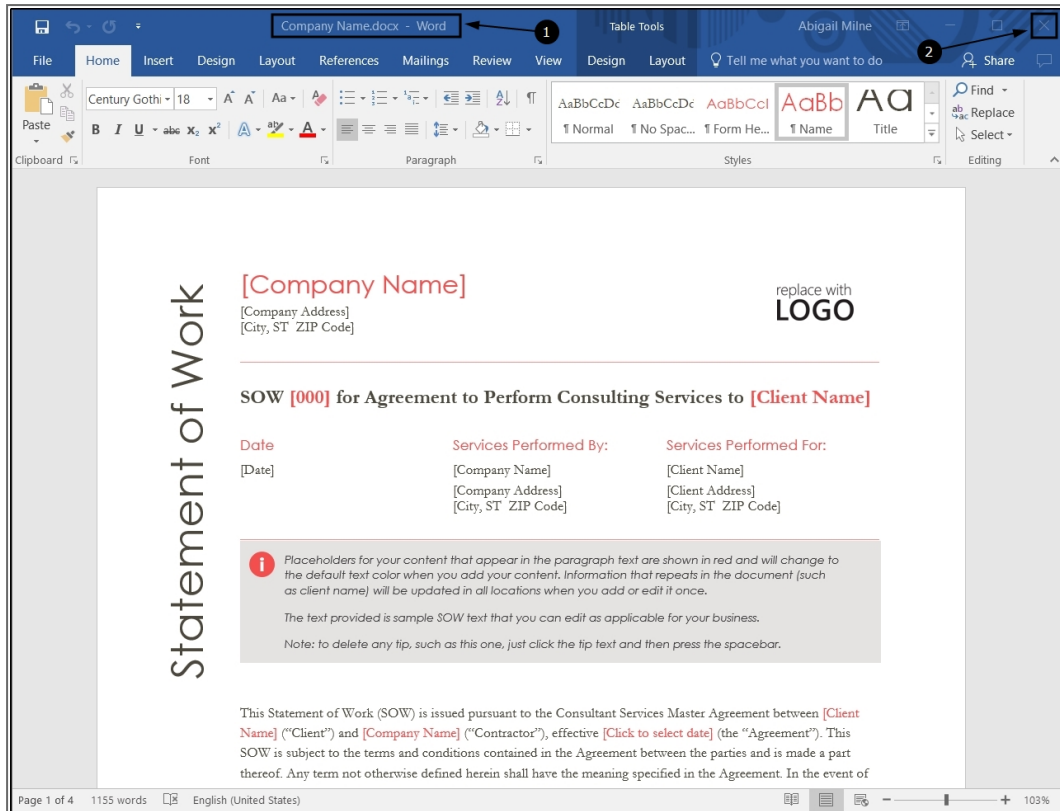 Company Name.docx - Word
1
Table Tools
Abigail Milne
2
File Home Insert Design Layout References Mailings Review View Design Layout Tell me what you want to do Share
Century Gothi 18 A A Aa
Find
Paste
B I U abc X₂ X² A aby A
AaBbCcDc AaBbCcDc AaBbCcI AaBb Aa
ab ac Replace
¶ Normal ¶ No Spac... ¶ Form He... ¶ Name Title
Select
Clipboard Font Paragraph Styles Editing
Statement of Work
[Company Name]
[Company Address]
[City, ST ZIP Code]
replace with
LOGO
SOW [000] for Agreement to Perform Consulting Services to [Client Name]
Date Services Performed By: Services Performed For:
[Date] [Company Name] [Client Name]
[Company Address] [Client Address]
[City, ST ZIP Code] [City, ST ZIP Code]
i
Placeholders for your content that appear in the paragraph text are shown in red and will change to
the default text color when you add your content. Information that repeats in the document (such
as client name) will be updated in all locations when you add or edit it once.
The text provided is sample SOW text that you can edit as applicable for your business.
Note: to delete any tip, such as this one, just click the tip text and then press the spacebar.
This Statement of Work (SOW) is issued pursuant to the Consultant Services Master Agreement between [Client
Name] (“Client”) and [Company Name] (“Contractor”), effective [Click to select date] (the “Agreement”). This
SOW is subject to the terms and conditions contained in the Agreement between the parties and is made a part
thereof. Any term not otherwise defined herein shall have the meaning specified in the Agreement. In the event of
Page 1 of 4 1155 words English (United States) 103%